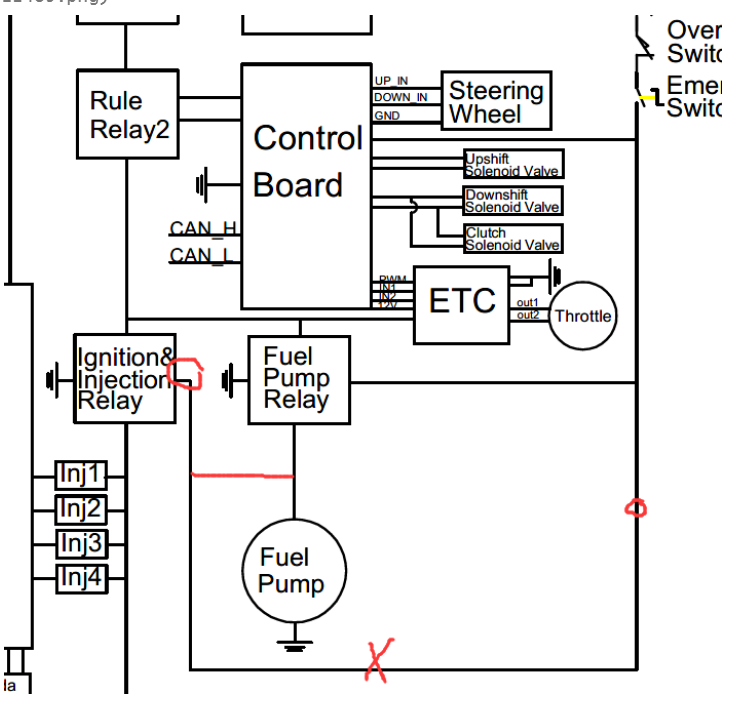 Over
Swit
Emer
Swit
Rule
Relay2
Control
Board
UP_IN
DOWN_IN
GND
Steering
Wheel
Upshift
Solenoid Valve
Downshift
Solenoid Valve
Clutch
Solenoid Valve
CAN_H
CAN_L
PWM
IN1
IN2
12V
ETC
out1
out2
Throttle
Ignition&
Injection
Relay
Fuel
Pump
Relay
Inj1
Inj2
Inj3
Inj4
Fuel
Pump
X
la